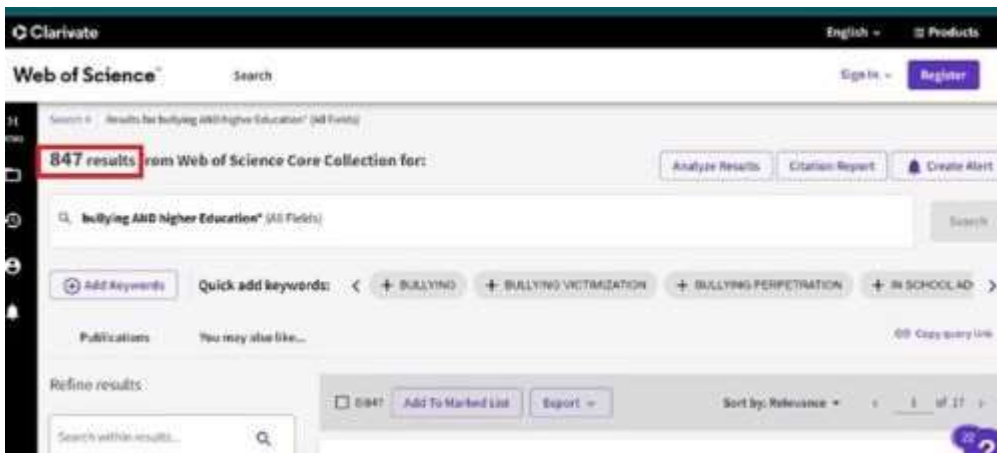 Clarivate
English
Products
Web of Science™
Search
Sign In
Register
Search > Results for bullying AND higher Education* (All Fields)
847 results from Web of Science Core Collection for:
Analyze Results
Citation Report
Create Alert
bullying AND higher Education* (All Fields)
Search
Add Keywords
Quick add keywords:
+ BULLYING
+ BULLYING VICTIMIZATION
+ BULLYING PERPETRATION
+ IN SCHOOL AD
Publications
You may also like...
Copy query link
Refine results
0/847
Add To Marked List
Export
Sort by: Relevance
1 of 17
Search within results...
22